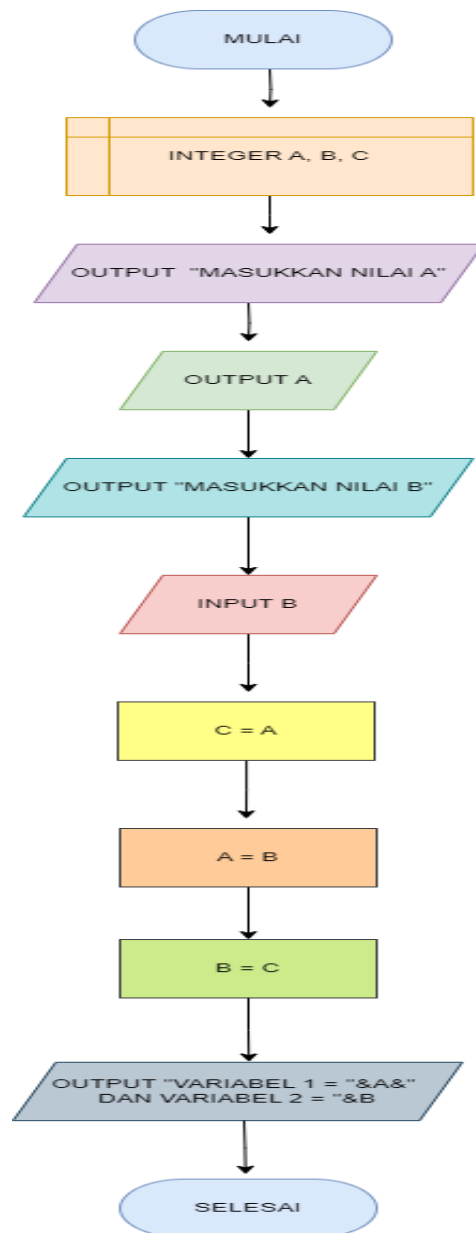 MULAI
INTEGER A, B, C
OUTPUT "MASUKKAN NILAI A"
OUTPUT A
OUTPUT "MASUKKAN NILAI B"
INPUT B
C = A
A = B
B = C
OUTPUT "VARIABEL 1 = "&A&"
DAN VARIABEL 2 = "&B
SELESAI